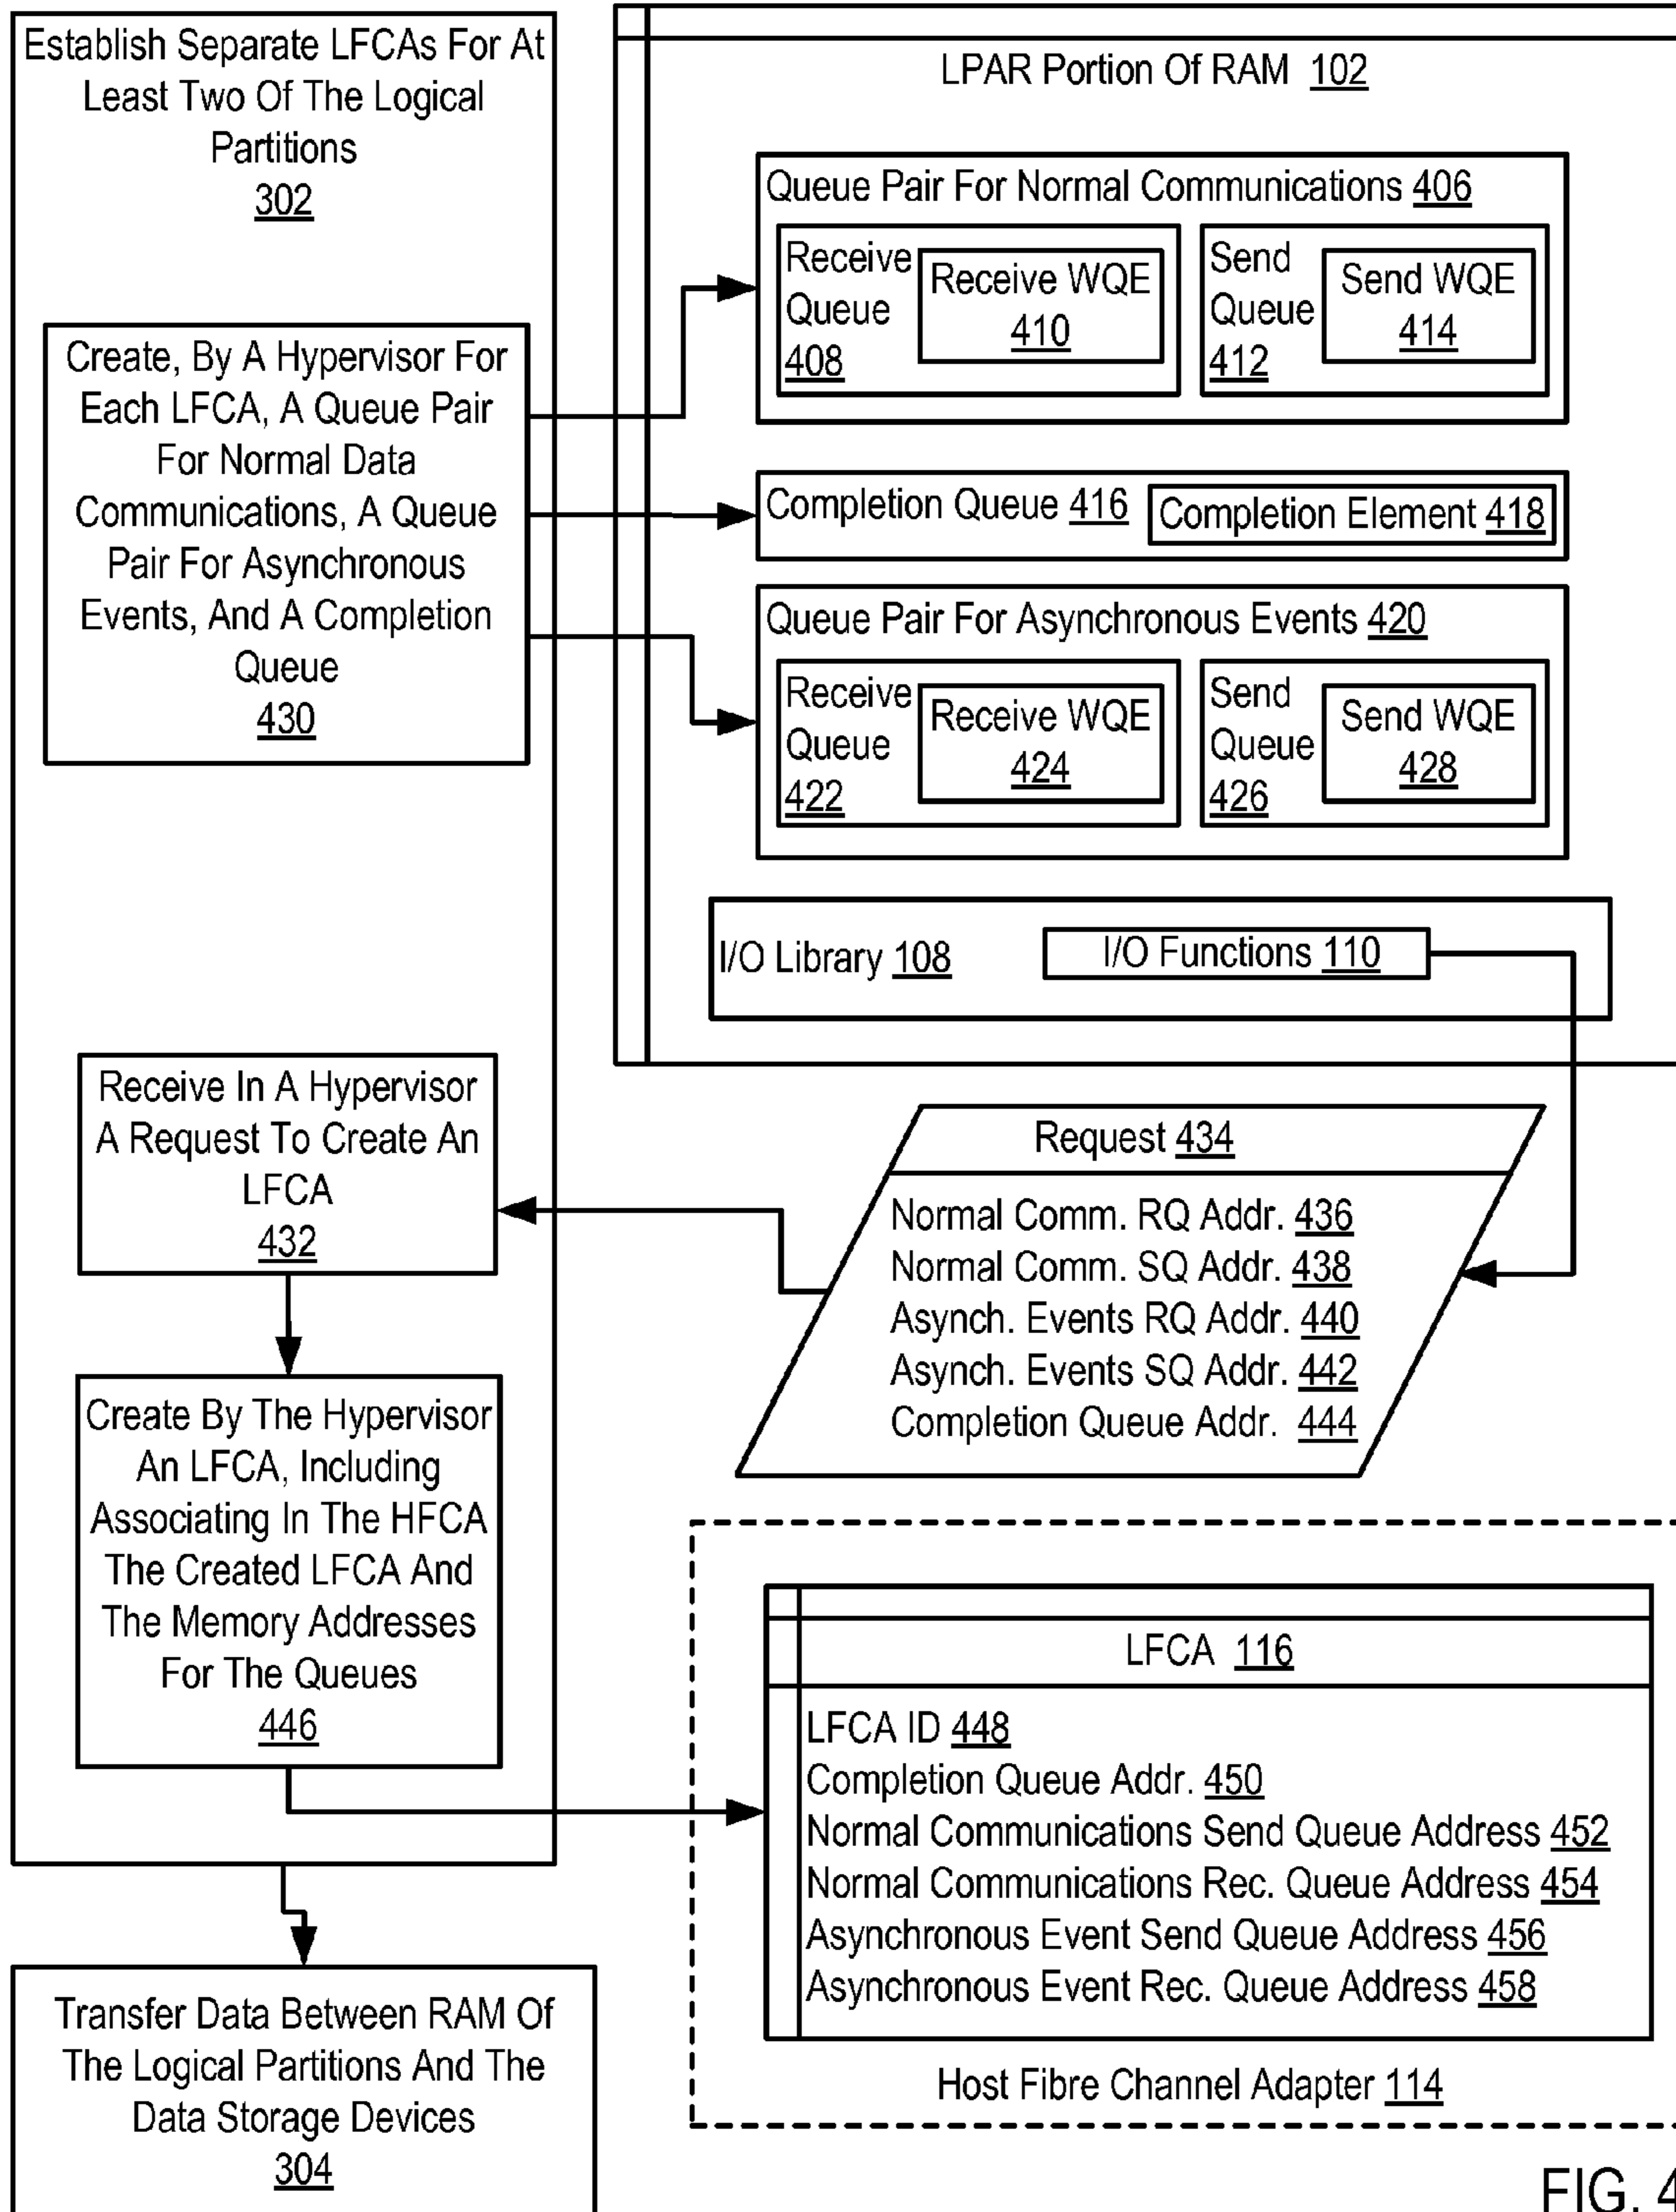 Establish Separate LFCAs For At
Least Two Of The Logical
Partitions
302
Create, By A Hypervisor For
Each LFCA, A Queue Pair
For Normal Data
Communications, A Queue
Pair For Asynchronous
Events, And A Completion
Queue
430
Receive In A Hypervisor
A Request To Create An
LFCA
432
Create By The Hypervisor
An LFCA, Including
Associating In The HFCA
The Created LFCA And
The Memory Addresses
For The Queues
446
Transfer Data Between RAM Of
The Logical Partitions And The
Data Storage Devices
304
LPAR Portion Of RAM 102
Queue Pair For Normal Communications 406
Receive
Queue
408
Receive WQE
410
Send
Queue
412
Send WQE
414
Completion Queue 416
Completion Element 418
Queue Pair For Asynchronous Events 420
Receive
Queue
422
Receive WQE
424
Send
Queue
426
Send WQE
428
I/O Library 108
I/O Functions 110
Request 434
Normal Comm. RQ Addr. 436
Normal Comm. SQ Addr. 438
Asynch. Events RQ Addr. 440
Asynch. Events SQ Addr. 442
Completion Queue Addr. 444
LFCA 116
LFCA ID 448
Completion Queue Addr. 450
Normal Communications Send Queue Address 452
Normal Communications Rec. Queue Address 454
Asynchronous Event Send Queue Address 456
Asynchronous Event Rec. Queue Address 458
Host Fibre Channel Adapter 114
FIG. 4